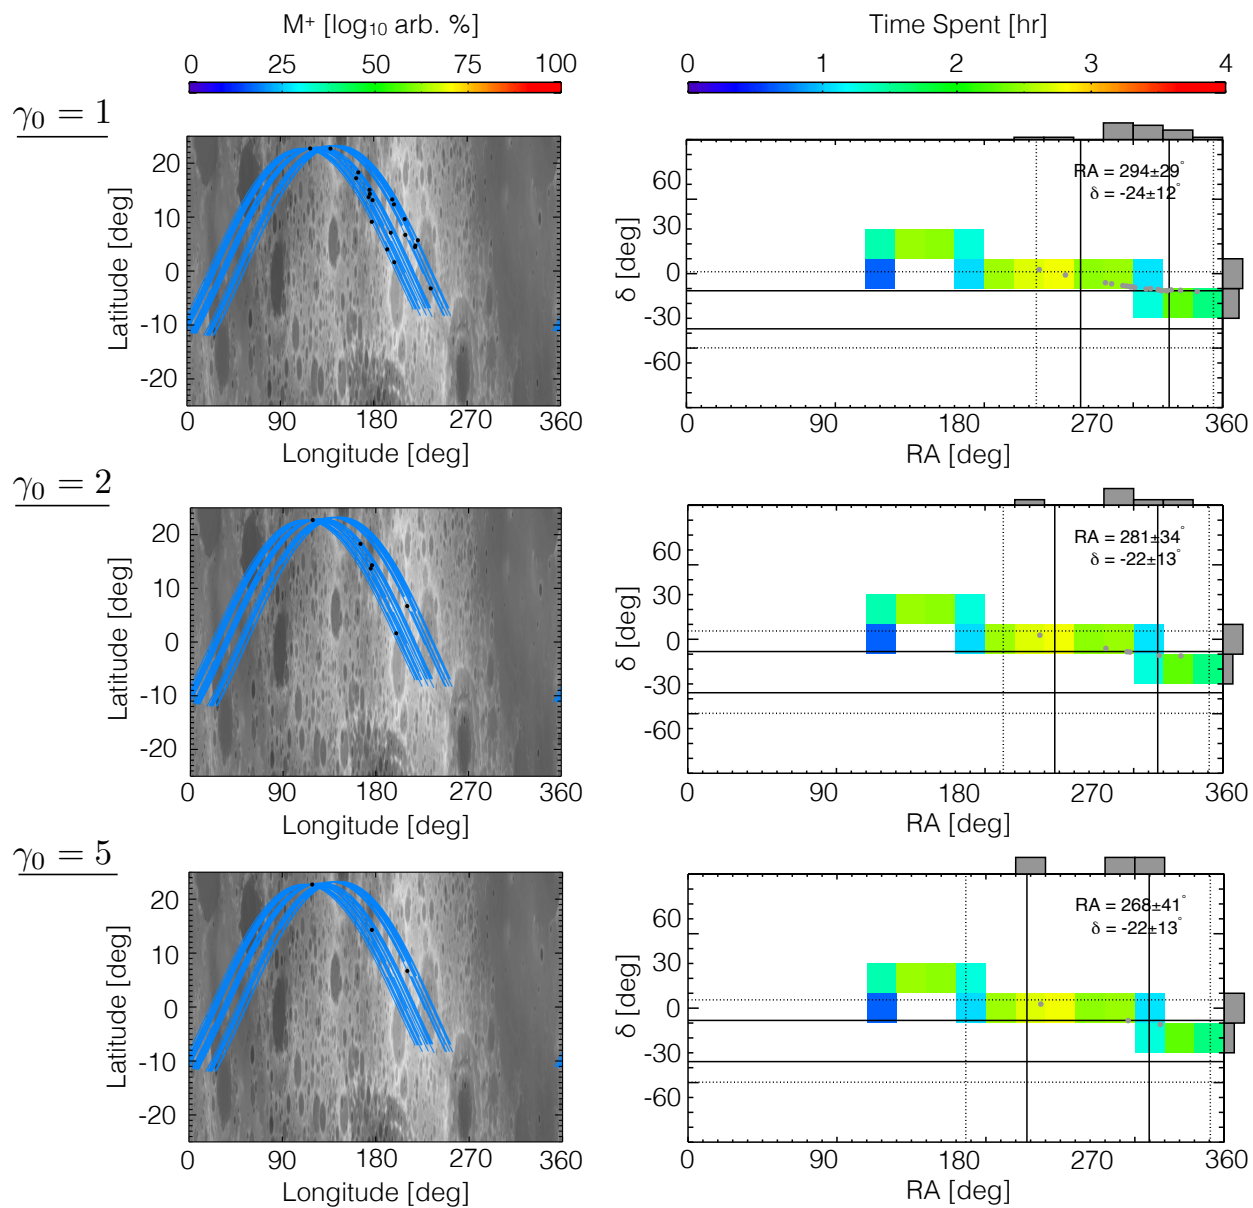 M⁺ [log₁₀ arb. %]
Time Spent [hr]
0 25 50 75 100
0 1 2 3 4
γ₀ = 1
20
10
0
-10
-20
Latitude [deg]
0 90 180 270 360
Longitude [deg]
RA = 294±29°
δ = -24±12°
60
30
0
-30
-60
δ [deg]
0 90 180 270 360
RA [deg]
γ₀ = 2
20
10
0
-10
-20
Latitude [deg]
0 90 180 270 360
Longitude [deg]
RA = 281±34°
δ = -22±13°
60
30
0
-30
-60
δ [deg]
0 90 180 270 360
RA [deg]
γ₀ = 5
20
10
0
-10
-20
Latitude [deg]
0 90 180 270 360
Longitude [deg]
RA = 268±41°
δ = -22±13°
60
30
0
-30
-60
δ [deg]
0 90 180 270 360
RA [deg]